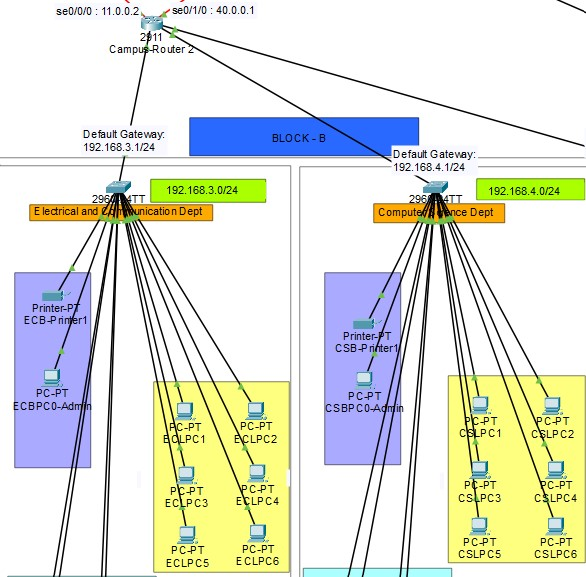 se0/0/0 : 11.0.0.2
se0/1/0 : 40.0.0.1
2911
Campus-Router 2
BLOCK - B
Default Gateway:
192.168.3.1/24
Default Gateway:
192.168.4.1/24
192.168.3.0/24
Electrical and Communication Dept
192.168.4.0/24
Computer Science Dept
Printer-PT
ECB-Printer1
PC-PT
ECBPC0-Admin
PC-PT
ECLPC1
PC-PT
ECLPC2
PC-PT
ECLPC3
PC-PT
ECLPC4
PC-PT
ECLPC5
PC-PT
ECLPC6
Printer-PT
CSB-Printer1
PC-PT
CSBPC0-Admin
PC-PT
CSLPC1
PC-PT
CSLPC2
PC-PT
CSLPC3
PC-PT
CSLPC4
PC-PT
CSLPC5
PC-PT
CSLPC6